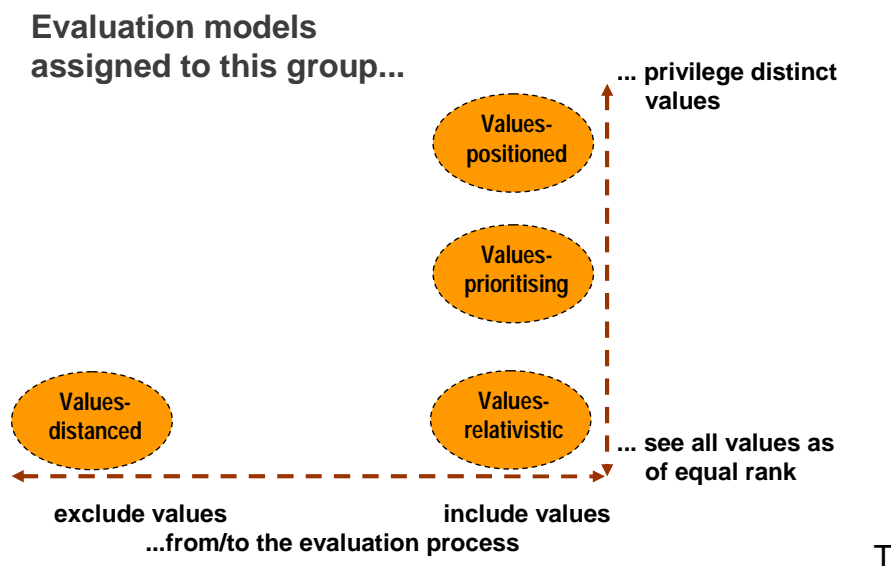 Evaluation models
assigned to this group...
... privilege distinct
values
Values-
positioned
Values-
prioritising
Values-
distanced
Values-
relativistic
... see all values as
of equal rank
exclude values
include values
...from/to the evaluation process
T